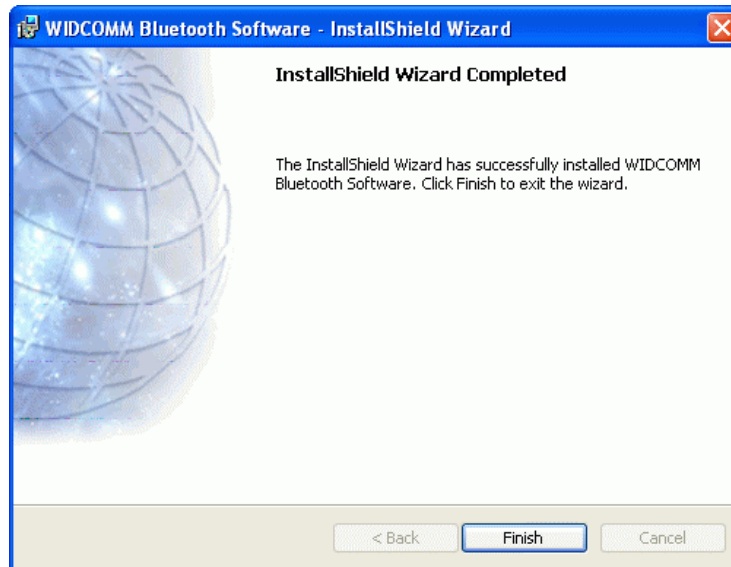 WIDCOMM Bluetooth Software - InstallShield Wizard
InstallShield Wizard Completed
The InstallShield Wizard has successfully installed WIDCOMM
Bluetooth Software. Click Finish to exit the wizard.
< Back
Finish
Cancel